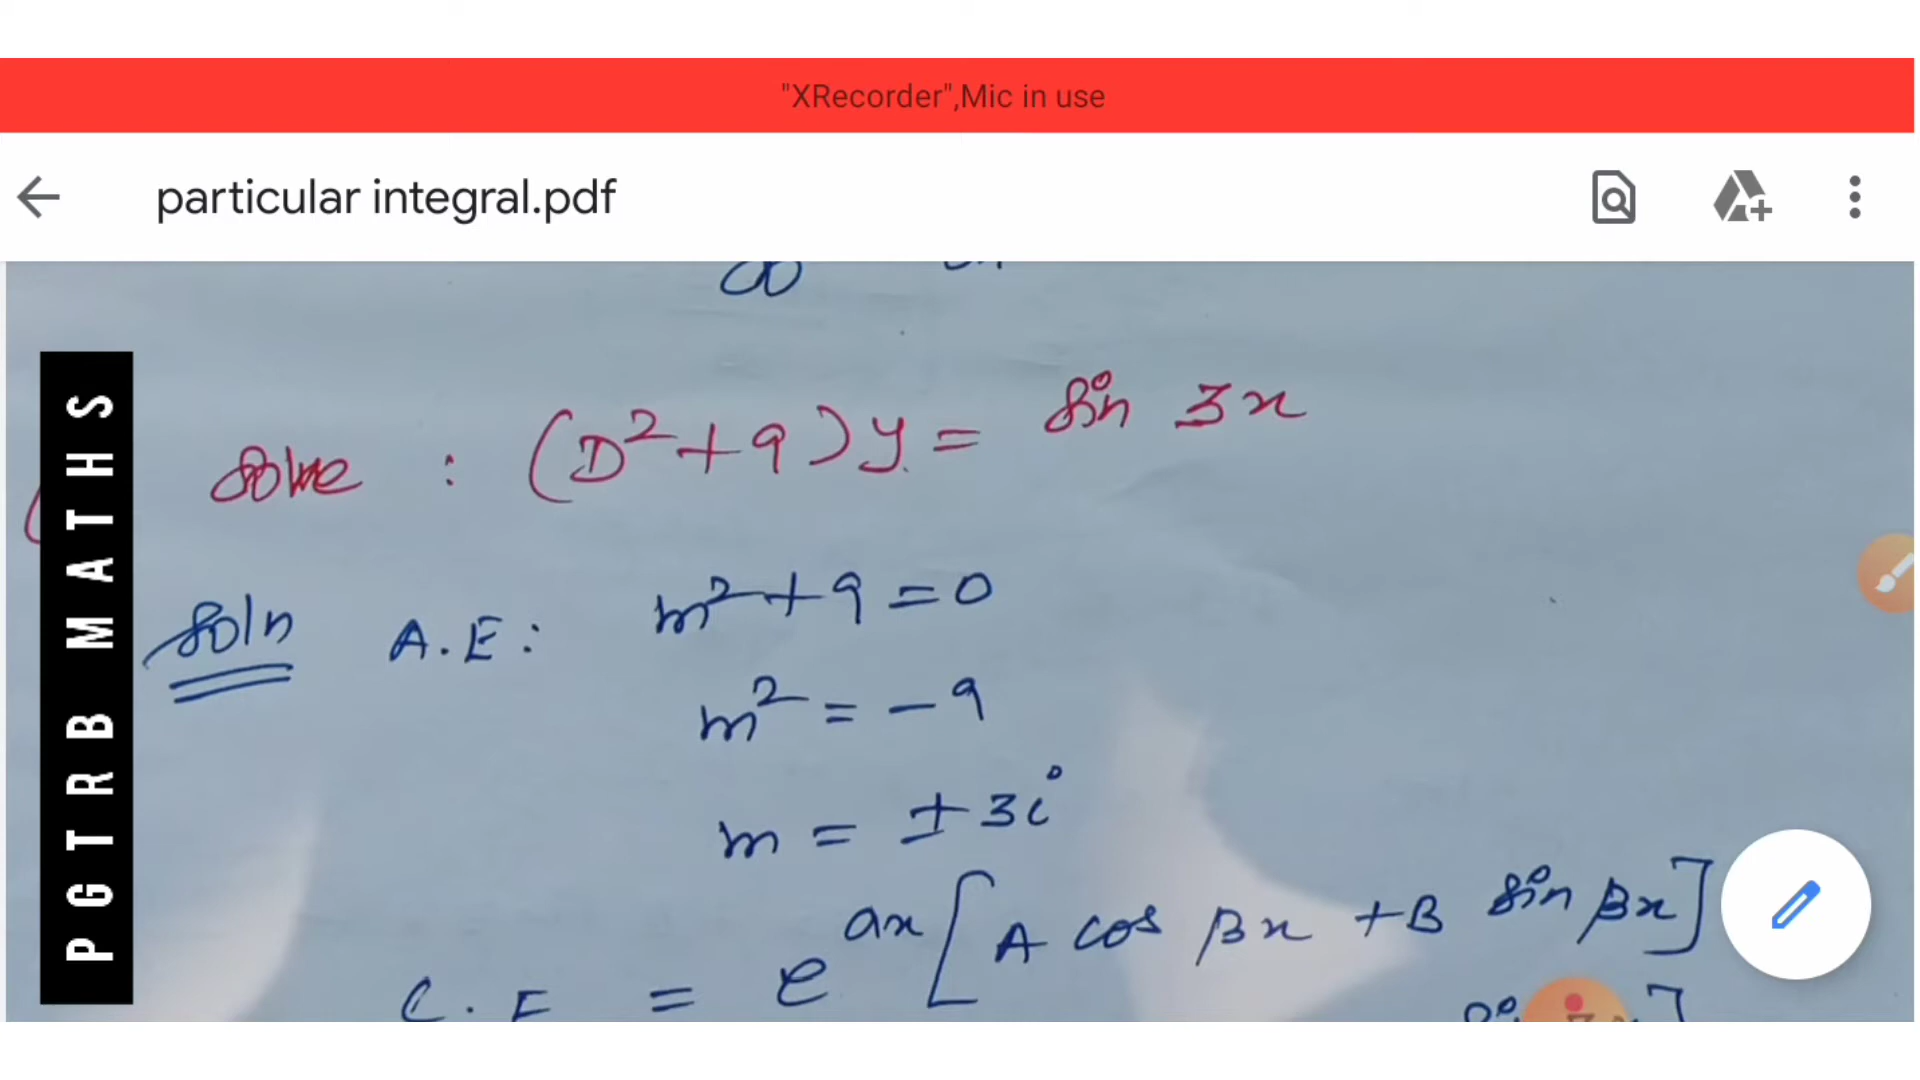 "XRecorder",Mic in use
particular integral.pdf
PGTRB MATHS
Solve : (D²+9)y = sin 3x
Soln A.E: m²+9=0
m² = -9
m = ±3i
C.F = e^{ax} [A cos βx + B sin βx]